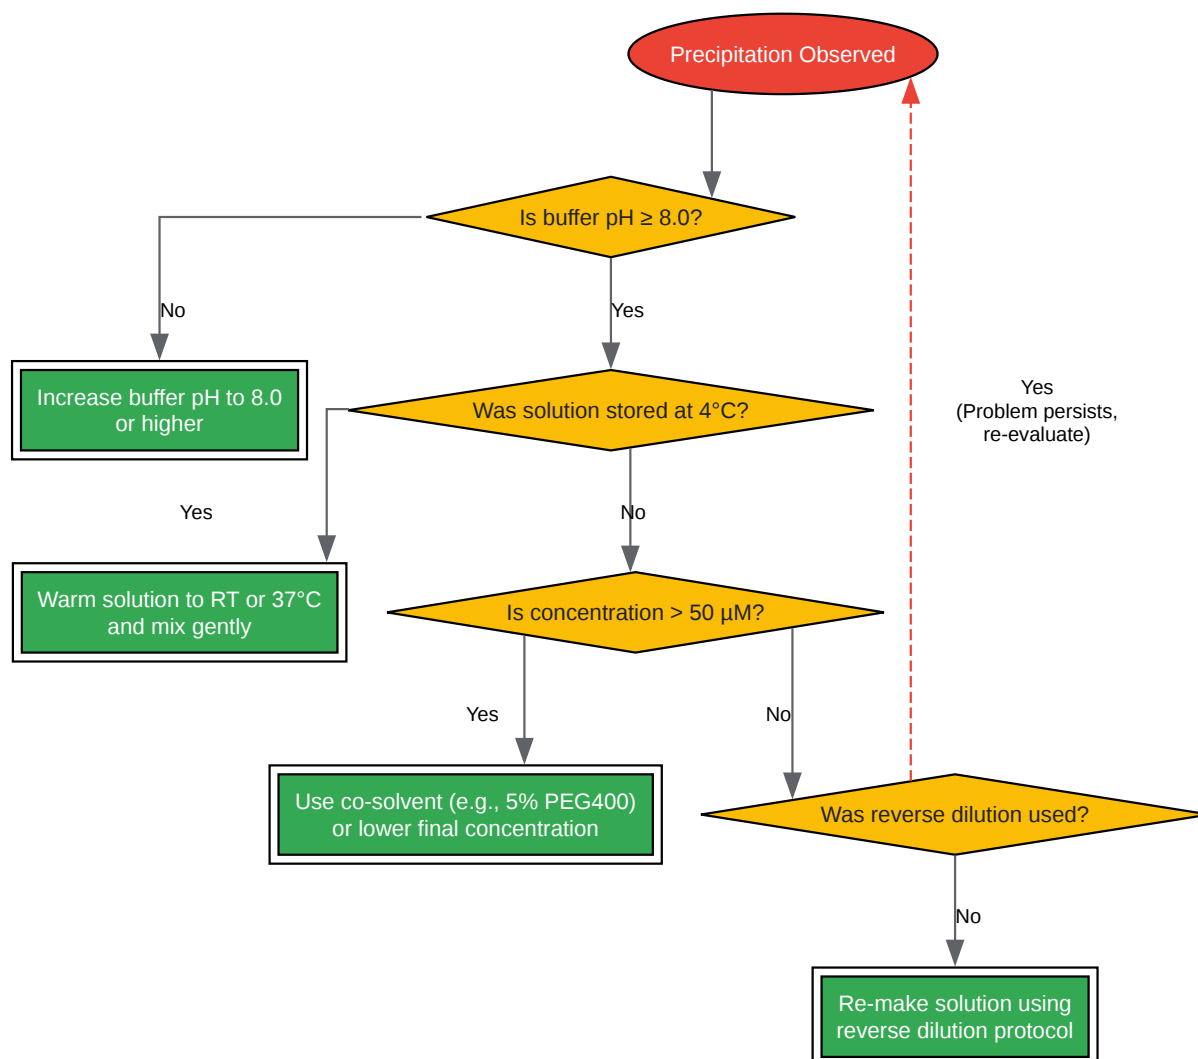 Precipitation Observed
Is buffer pH ≥ 8.0?
No
Yes
Increase buffer pH to 8.0
or higher
Was solution stored at 4°C?
Yes
(Problem persists,
re-evaluate)
Yes
No
Warm solution to RT or 37°C
and mix gently
Is concentration > 50 µM?
Yes
No
Use co-solvent (e.g., 5% PEG400)
or lower final concentration
Was reverse dilution used?
No
Re-make solution using
reverse dilution protocol